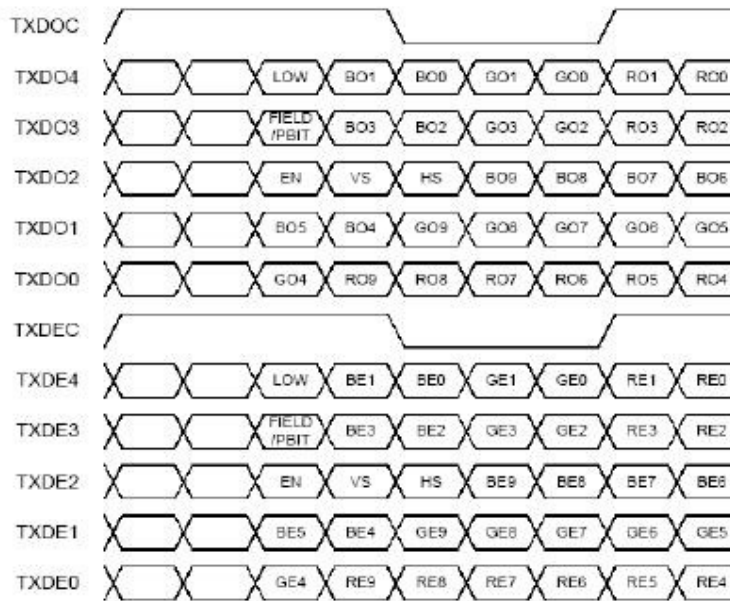 TXDOC
TXDO4 LOW BO1 BO0 GO1 GO0 RO1 RO0
TXDO3 FIELD /PBIT BO3 BO2 GO3 GO2 RO3 RO2
TXDO2 EN VS HS BO9 BO8 BO7 BO6
TXDO1 BO5 BO4 GO9 GO8 GO7 GO6 GO5
TXDO0 GO4 RO9 RO8 RO7 RO6 RO5 RO4
TXDEC
TXDE4 LOW BE1 BE0 GE1 GE0 RE1 RE0
TXDE3 FIELD /PBIT BE3 BE2 GE3 GE2 RE3 RE2
TXDE2 EN VS HS BE9 BE8 BE7 BE6
TXDE1 BE5 BE4 GE9 GE8 GE7 GE6 GE5
TXDE0 GE4 RE9 RE8 RE7 RE6 RE5 RE4